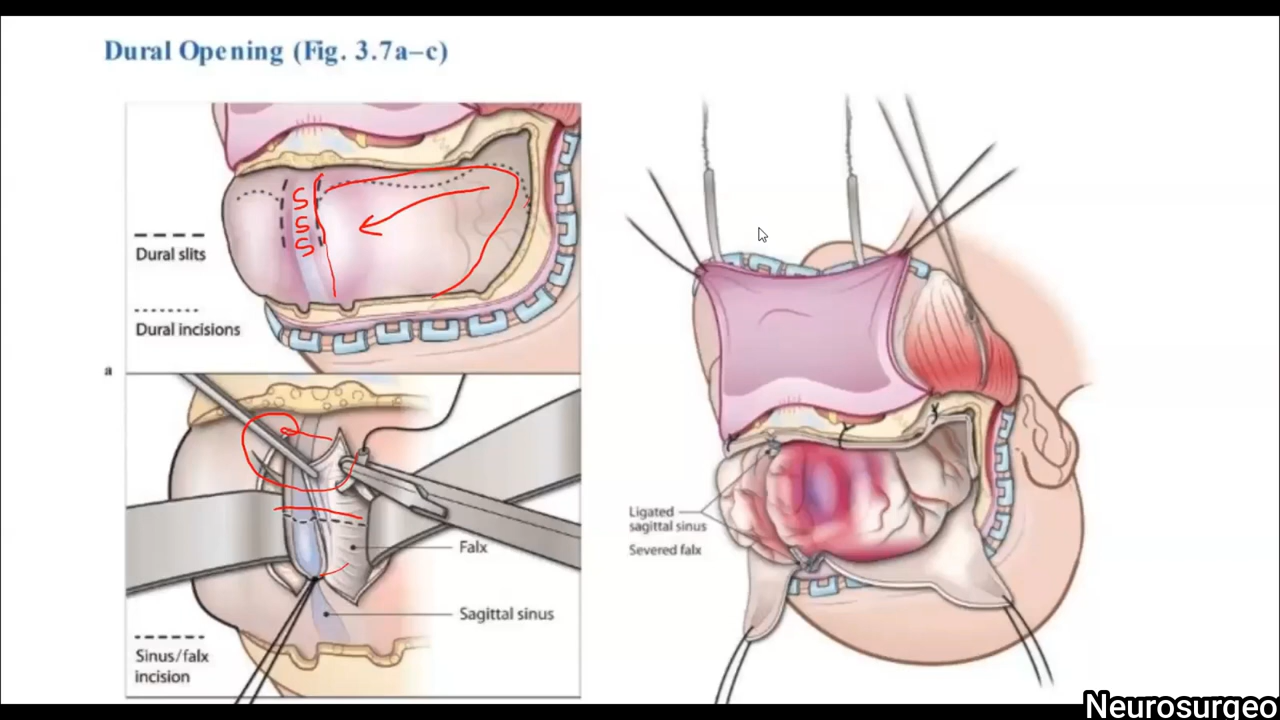 Dural Opening (Fig. 3.7a–c)
S
S
S
Dural slits
Dural incisions
a
Falx
Sagittal sinus
Sinus/falx
incision
Ligated
sagittal sinus
Severed falx
Neurosurgeo